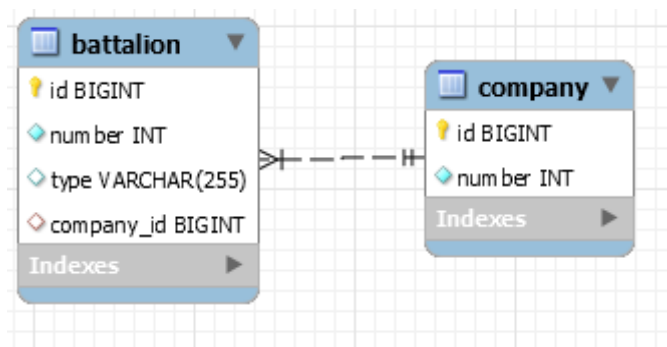 battalion
id BIGINT
number INT
type VARCHAR(255)
company_id BIGINT
Indexes
company
id BIGINT
number INT
Indexes